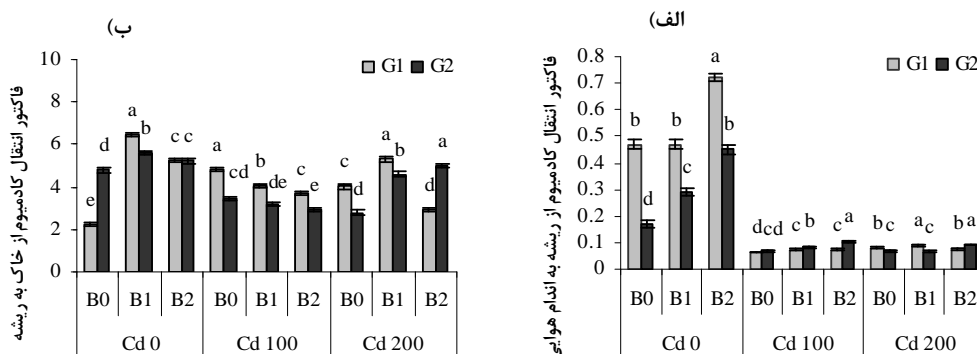 الف)
فاکتور انتقال کادمیوم از ریشه به اندام هوایی
G1 G2
0.8
0.7
0.6
0.5
0.4
0.3
0.2
0.1
0
b d b c a b d cd c b c a b c a c b a
B0 B1 B2 B0 B1 B2 B0 B1 B2
Cd 0 Cd 100 Cd 200
ب)
فاکتور انتقال کادمیوم از خاک به ریشه
G1 G2
10
8
6
4
2
0
e d a b c c a cd b de c e c d a b d a
B0 B1 B2 B0 B1 B2 B0 B1 B2
Cd 0 Cd 100 Cd 200